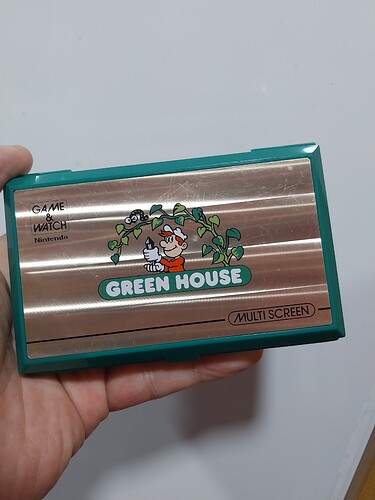 GAME
&
WATCH
Nintendo
GREEN HOUSE
MULTI SCREEN